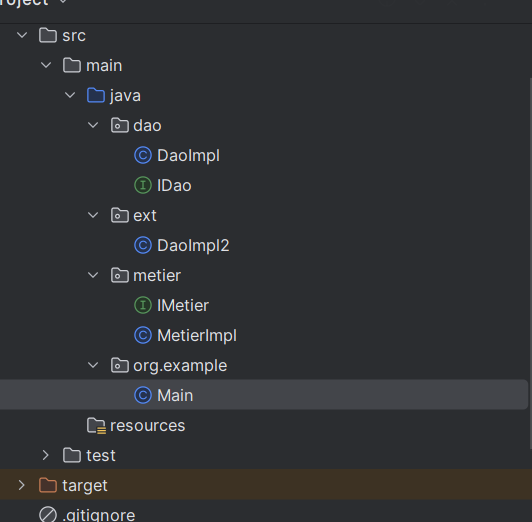 roject
src
main
java
dao
DaoImpl
IDao
ext
DaoImpl2
metier
IMetier
MetierImpl
org.example
Main
resources
test
target
.gitignore